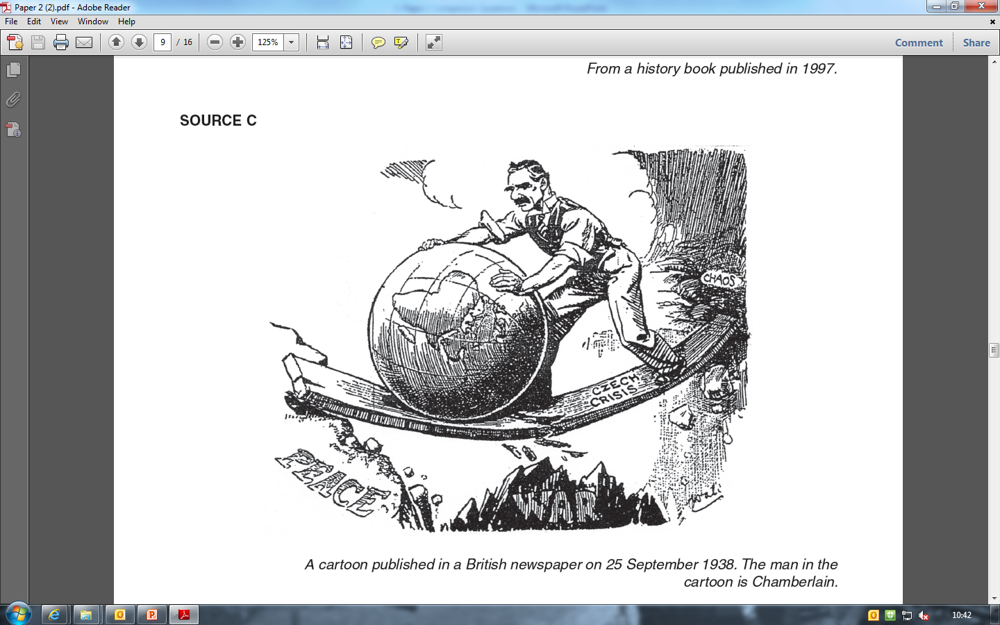 Paper 2 (2).pdf - Adobe Reader
File Edit View Window Help
9 / 16
125%
Comment
Share
From a history book published in 1997.
SOURCE C
CHAOS
CZECH
CRISIS
PEACE
A cartoon published in a British newspaper on 25 September 1938. The man in the
cartoon is Chamberlain.
10:42